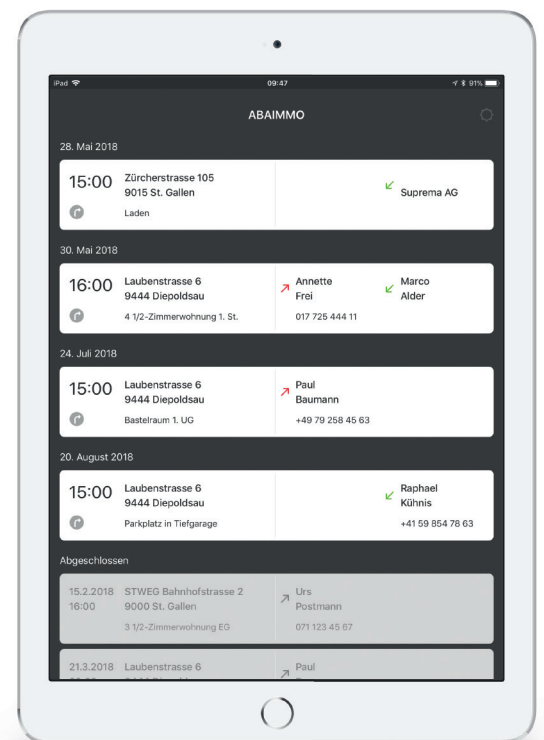 iPad 09:47 91%
ABAIMMO
28. Mai 2018
15:00
Zürcherstrasse 105
9015 St. Gallen
Laden
Suprema AG
30. Mai 2018
16:00
Laubenstrasse 6
9444 Diepoldsau
4 1/2-Zimmerwohnung 1. St.
Annette
Frei
017 725 444 11
Marco
Alder
24. Juli 2018
15:00
Laubenstrasse 6
9444 Diepoldsau
Bastelraum 1. UG
Paul
Baumann
+49 79 258 45 63
20. August 2018
15:00
Laubenstrasse 6
9444 Diepoldsau
Parkplatz in Tiefgarage
Raphael
Kühnis
+41 59 854 78 63
Abgeschlossen
15.2.2018
16:00
STWEG Bahnhofstrasse 2
9000 St. Gallen
3 1/2-Zimmerwohnung EG
Urs
Postmann
071 123 45 67
21.3.2018
Laubenstrasse 6
Paul